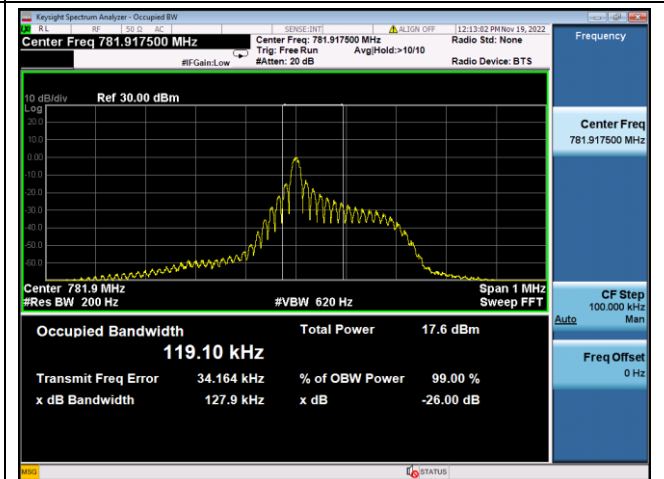 Keysight Spectrum Analyzer - Occupied BW
RL RF 50 Ω AC SENSE:INT ALIGN OFF 12:13:02 PM Nov 19, 2022
Center Freq 781.917500 MHz
Center Freq: 781.917500 MHz
Radio Std: None
Trig: Free Run Avg|Hold:>10/10
#IFGain:Low #Atten: 20 dB Radio Device: BTS
Frequency
10 dB/div Ref 30.00 dBm
Log
20.0
10.0
0.00
-10.0
-20.0
-30.0
-40.0
-50.0
-60.0
Center 781.9 MHz Span 1 MHz
#Res BW 200 Hz #VBW 620 Hz Sweep FFT
Occupied Bandwidth Total Power 17.6 dBm
119.10 kHz
Transmit Freq Error 34.164 kHz % of OBW Power 99.00 %
x dB Bandwidth 127.9 kHz x dB -26.00 dB
Center Freq
781.917500 MHz
CF Step
100.000 kHz
Auto Man
Freq Offset
0 Hz
MSG STATUS